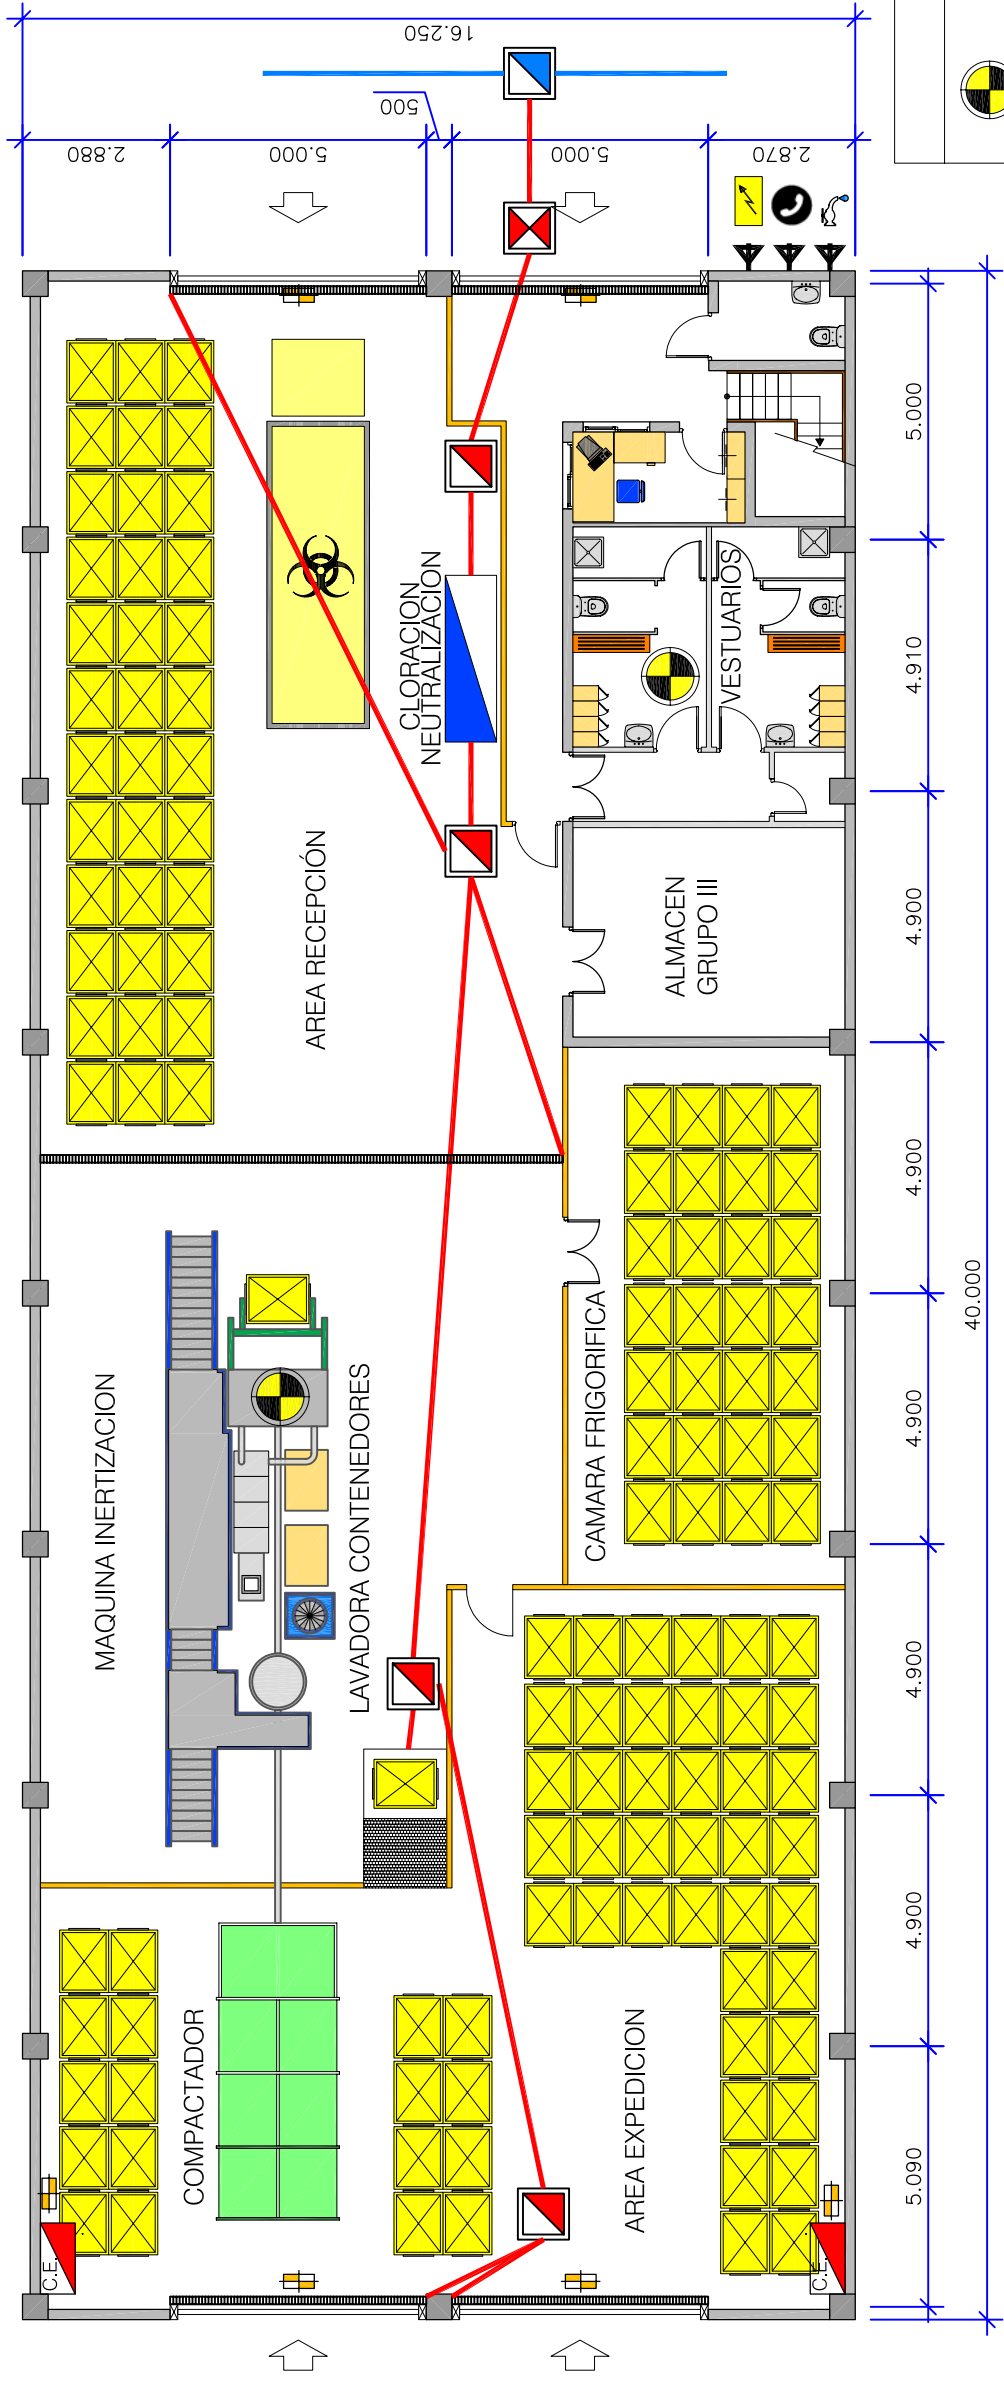 16.250
500
2.880
5.000
5.000
2.870
5.000
4.910
4.900
4.900
4.900
4.900
4.900
5.090
40.000
CLORACION
NEUTRALIZACION
VESTUARIOS
AREA RECEPCIÓN
ALMACEN
GRUPO III
MAQUINA INERTIZACION
LAVADORA CONTENEDORES
CAMARA FRIGORIFICA
COMPACTADOR
AREA EXPEDICION
C.E.
C.E.